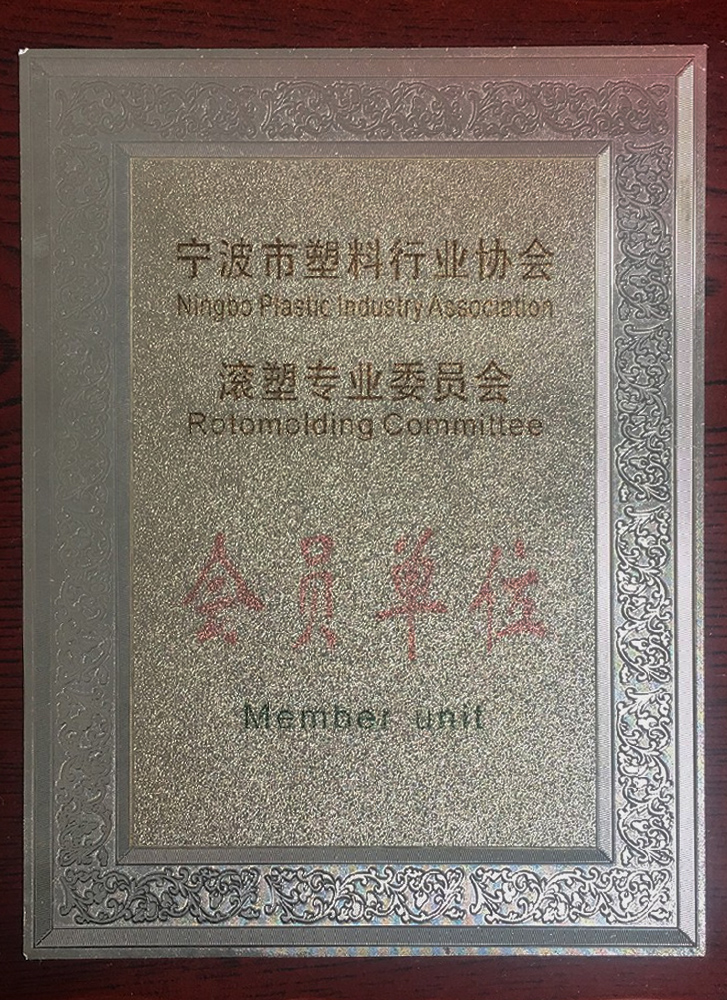 宁波市塑料行业协会
Ningbo Plastic Industry Association
滚塑专业委员会
Rotomolding Committee
会员单位
Member unit